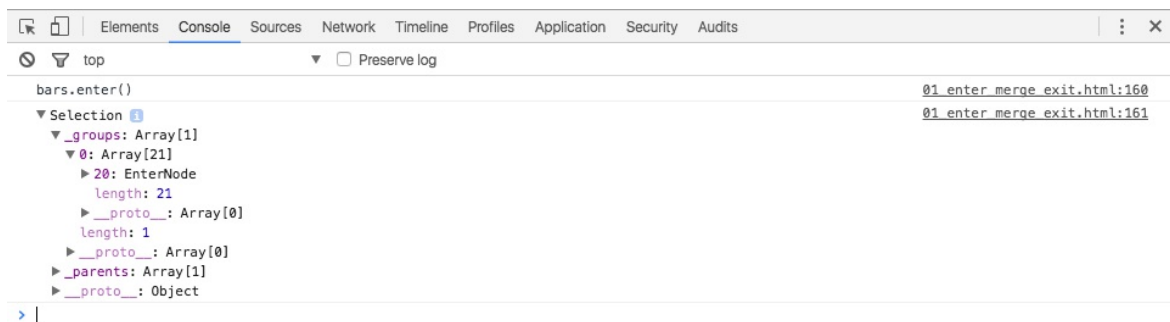 Elements Console Sources Network Timeline Profiles Application Security Audits
top Preserve log
bars.enter() 01_enter_merge_exit.html:160
Selection i 01_enter_merge_exit.html:161
_groups: Array[1]
0: Array[21]
20: EnterNode
length: 21
__proto__: Array[0]
length: 1
__proto__: Array[0]
_parents: Array[1]
__proto__: Object